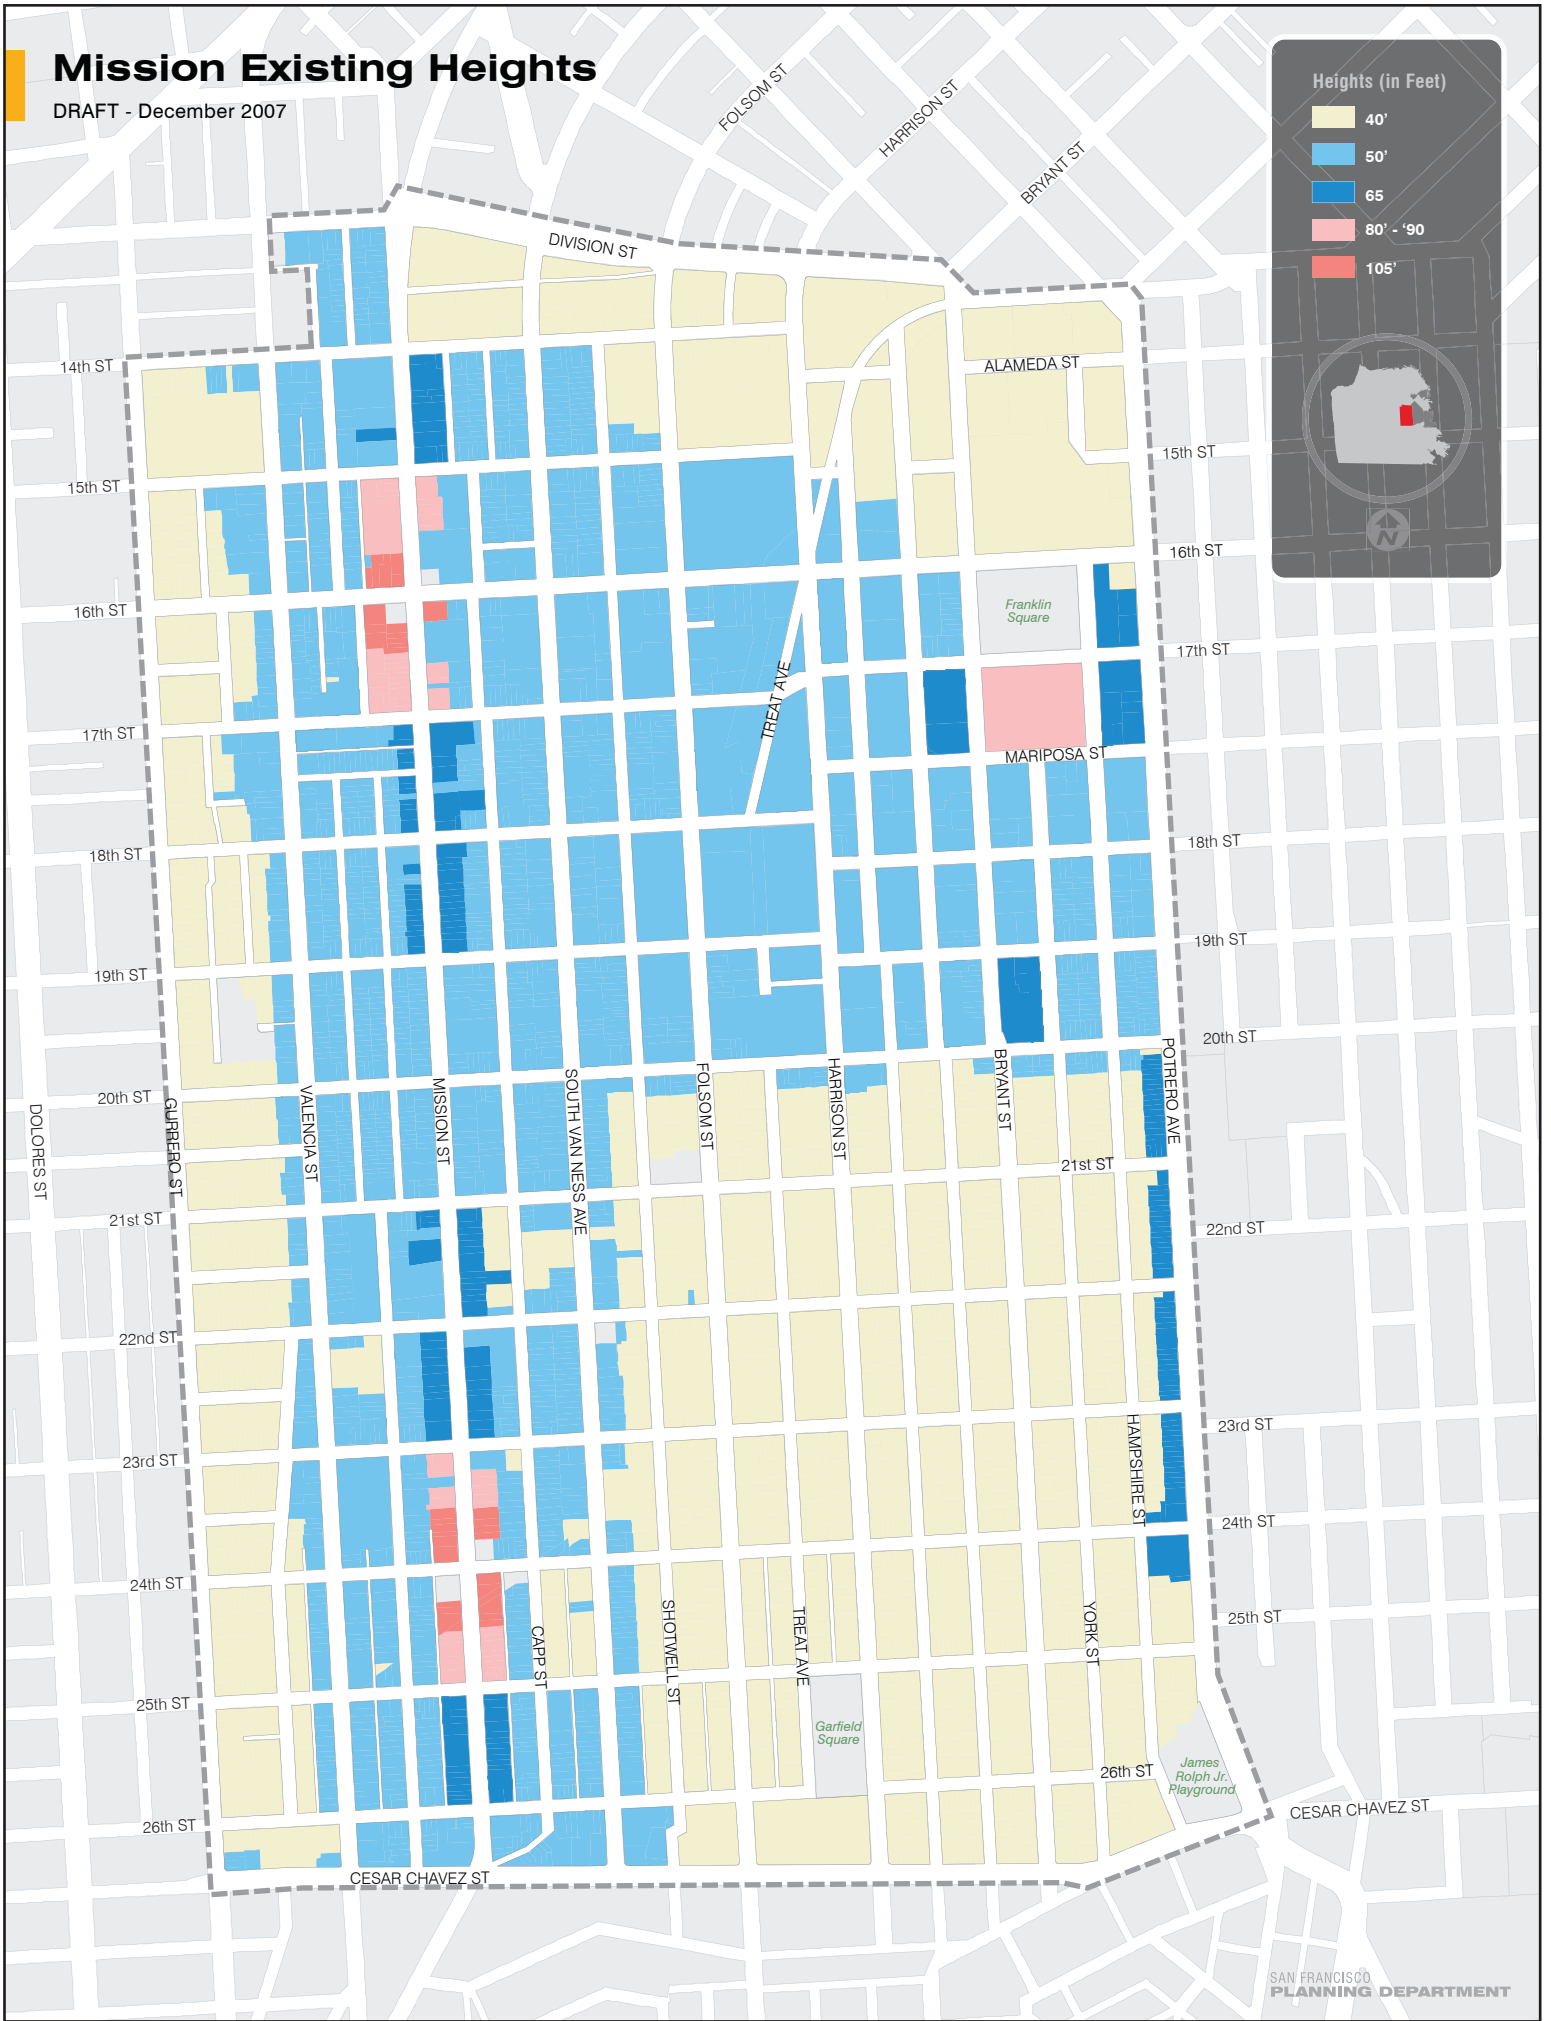 Mission Existing Heights
DRAFT - December 2007
Heights (in Feet)
40’
50’
65
80’ - ‘90
105’
N
FOLSOM ST
HARRISON ST
BRYANT ST
DIVISION ST
ALAMEDA ST
14th ST
15th ST
15th ST
16th ST
16th ST
Franklin
Square
17th ST
17th ST
TREAT AVE
MARIPOSA ST
18th ST
18th ST
19th ST
19th ST
20th ST
20th ST
DOLORES ST
GURRERO ST
VALENCIA ST
MISSION ST
SOUTH VAN NESS AVE
FOLSOM ST
HARRISON ST
BRYANT ST
POTRERO AVE
21st ST
21st ST
22nd ST
22nd ST
23rd ST
23rd ST
HAMPSHIRE ST
24th ST
24th ST
CAPP ST
SHOTWELL ST
TREAT AVE
YORK ST
25th ST
25th ST
Garfield
Square
26th ST
James
Rolph Jr.
Playground
26th ST
CESAR CHAVEZ ST
CESAR CHAVEZ ST
SAN FRANCISCO
PLANNING DEPARTMENT